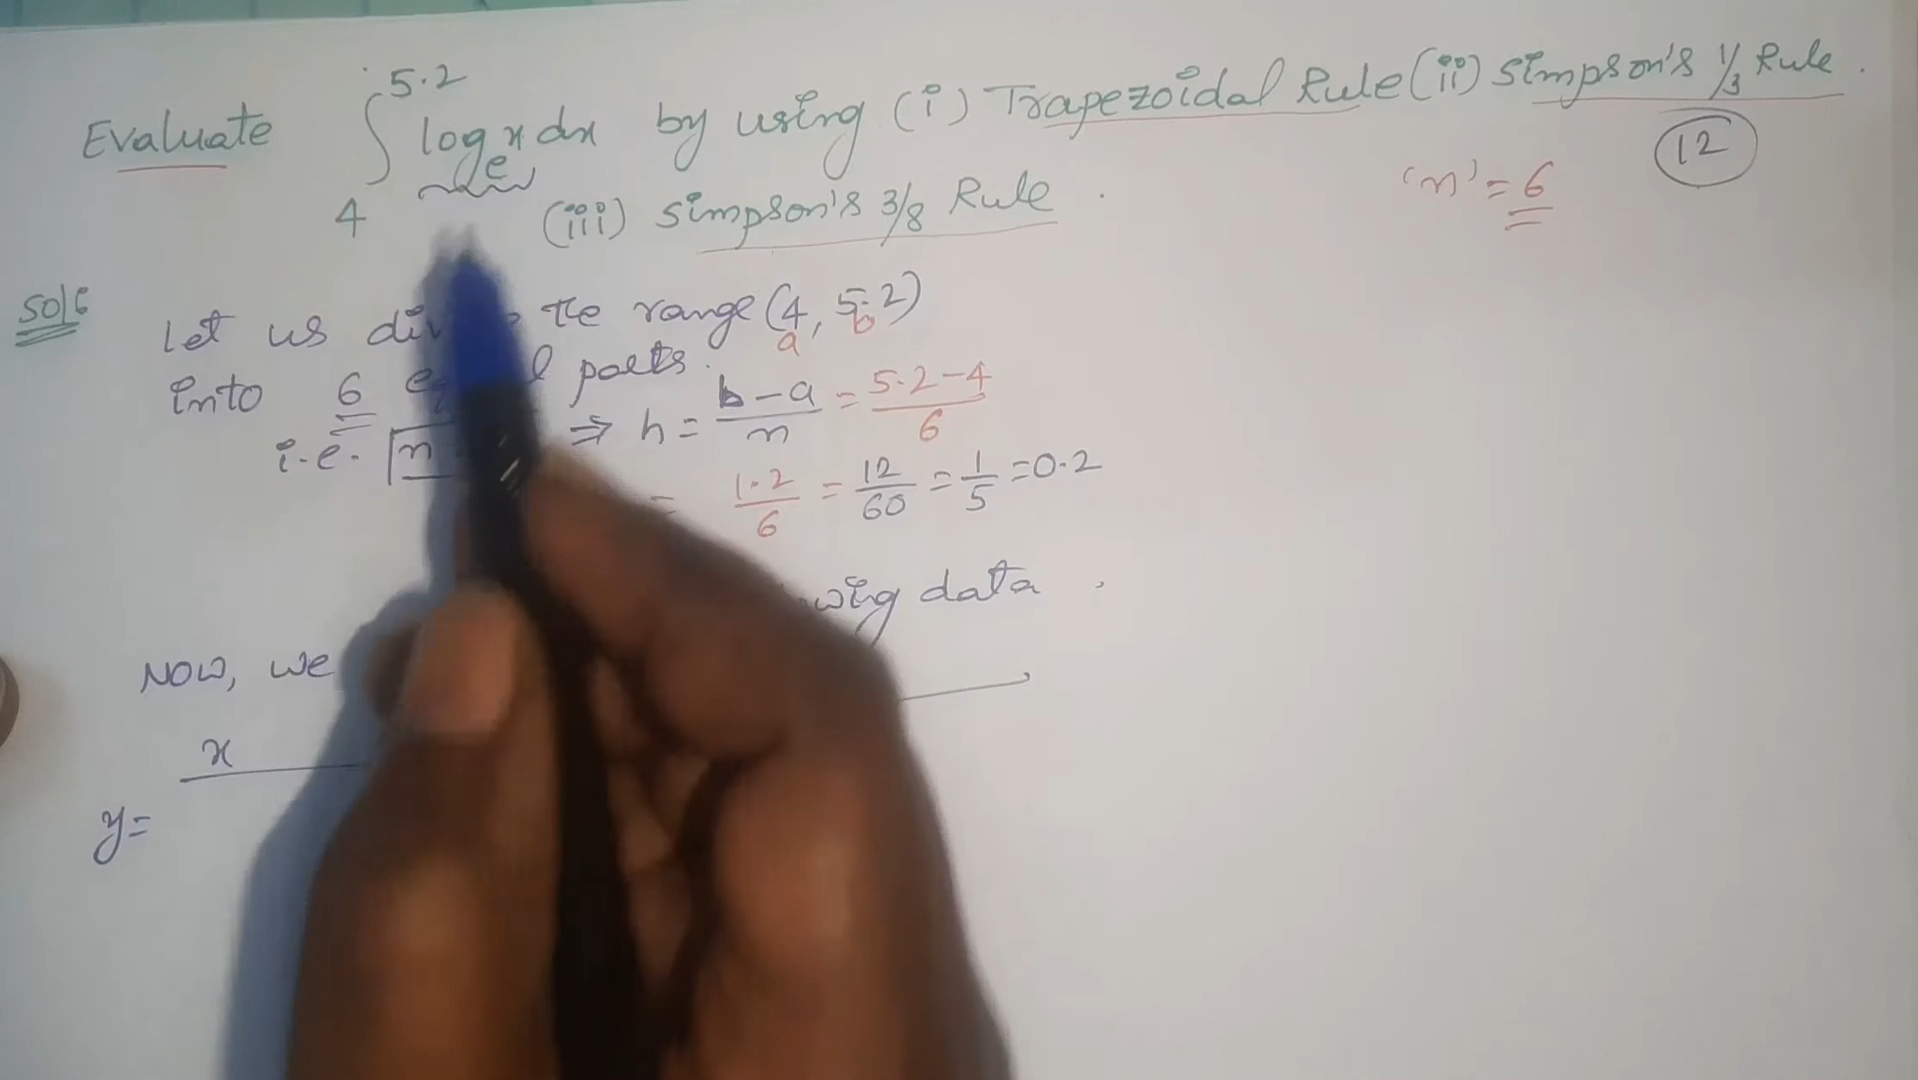 Evaluate ∫₄^5.2 logₑx dx by using (i) Trapezoidal Rule (ii) Simpson's 1/3 Rule.
(iii) Simpson's 3/8 Rule.
'n' = 6
12
Sol:
Let us the range (4, 5.2)
a b
into 6 parts.
i.e. n ⇒ h = b-a/n = 5.2-4/6
= 1.2/6 = 12/60 = 1/5 = 0.2
Now, we data.
x
y=